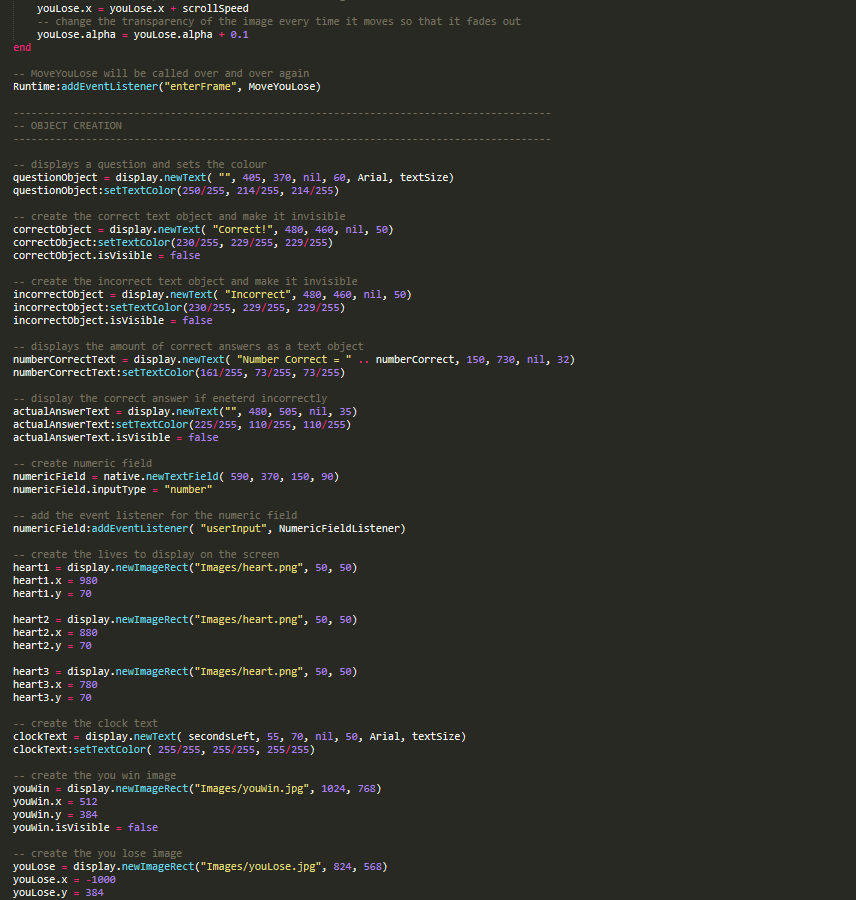 youLose.x = youLose.x + scrollSpeed
-- change the transparency of the image every time it moves so that it fades out
youLose.alpha = youLose.alpha + 0.1
end
-- MoveYouLose will be called over and over again
Runtime:addEventListener("enterFrame", MoveYouLose)
-----------------------------------------------------------------------------------------
-- OBJECT CREATION
-----------------------------------------------------------------------------------------
-- displays a question and sets the colour
questionObject = display.newText( "", 405, 370, nil, 60, Arial, textSize)
questionObject:setTextColor(250/255, 214/255, 214/255)
-- create the correct text object and make it invisible
correctObject = display.newText( "Correct!", 480, 460, nil, 50)
correctObject:setTextColor(230/255, 229/255, 229/255)
correctObject.isVisible = false
-- create the incorrect text object and make it invisible
incorrectObject = display.newText( "Incorrect", 480, 460, nil, 50)
incorrectObject:setTextColor(230/255, 229/255, 229/255)
incorrectObject.isVisible = false
-- displays the amount of correct answers as a text object
numberCorrectText = display.newText( "Number Correct = " .. numberCorrect, 150, 730, nil, 32)
numberCorrectText:setTextColor(161/255, 73/255, 73/255)
-- display the correct answer if eneterd incorrectly
actualAnswerText = display.newText("", 480, 505, nil, 35)
actualAnswerText:setTextColor(225/255, 110/255, 110/255)
actualAnswerText.isVisible = false
-- create numeric field
numericField = native.newTextField( 590, 370, 150, 90)
numericField.inputType = "number"
-- add the event listener for the numeric field
numericField:addEventListener( "userInput", NumericFieldListener)
-- create the lives to display on the screen
heart1 = display.newImageRect("Images/heart.png", 50, 50)
heart1.x = 980
heart1.y = 70
heart2 = display.newImageRect("Images/heart.png", 50, 50)
heart2.x = 880
heart2.y = 70
heart3 = display.newImageRect("Images/heart.png", 50, 50)
heart3.x = 780
heart3.y = 70
-- create the clock text
clockText = display.newText( secondsLeft, 55, 70, nil, 50, Arial, textSize)
clockText:setTextColor( 255/255, 255/255, 255/255)
-- create the you win image
youWin = display.newImageRect("Images/youWin.jpg", 1024, 768)
youWin.x = 512
youWin.y = 384
youWin.isVisible = false
-- create the you lose image
youLose = display.newImageRect("Images/youLose.jpg", 824, 568)
youLose.x = -1000
youLose.y = 384